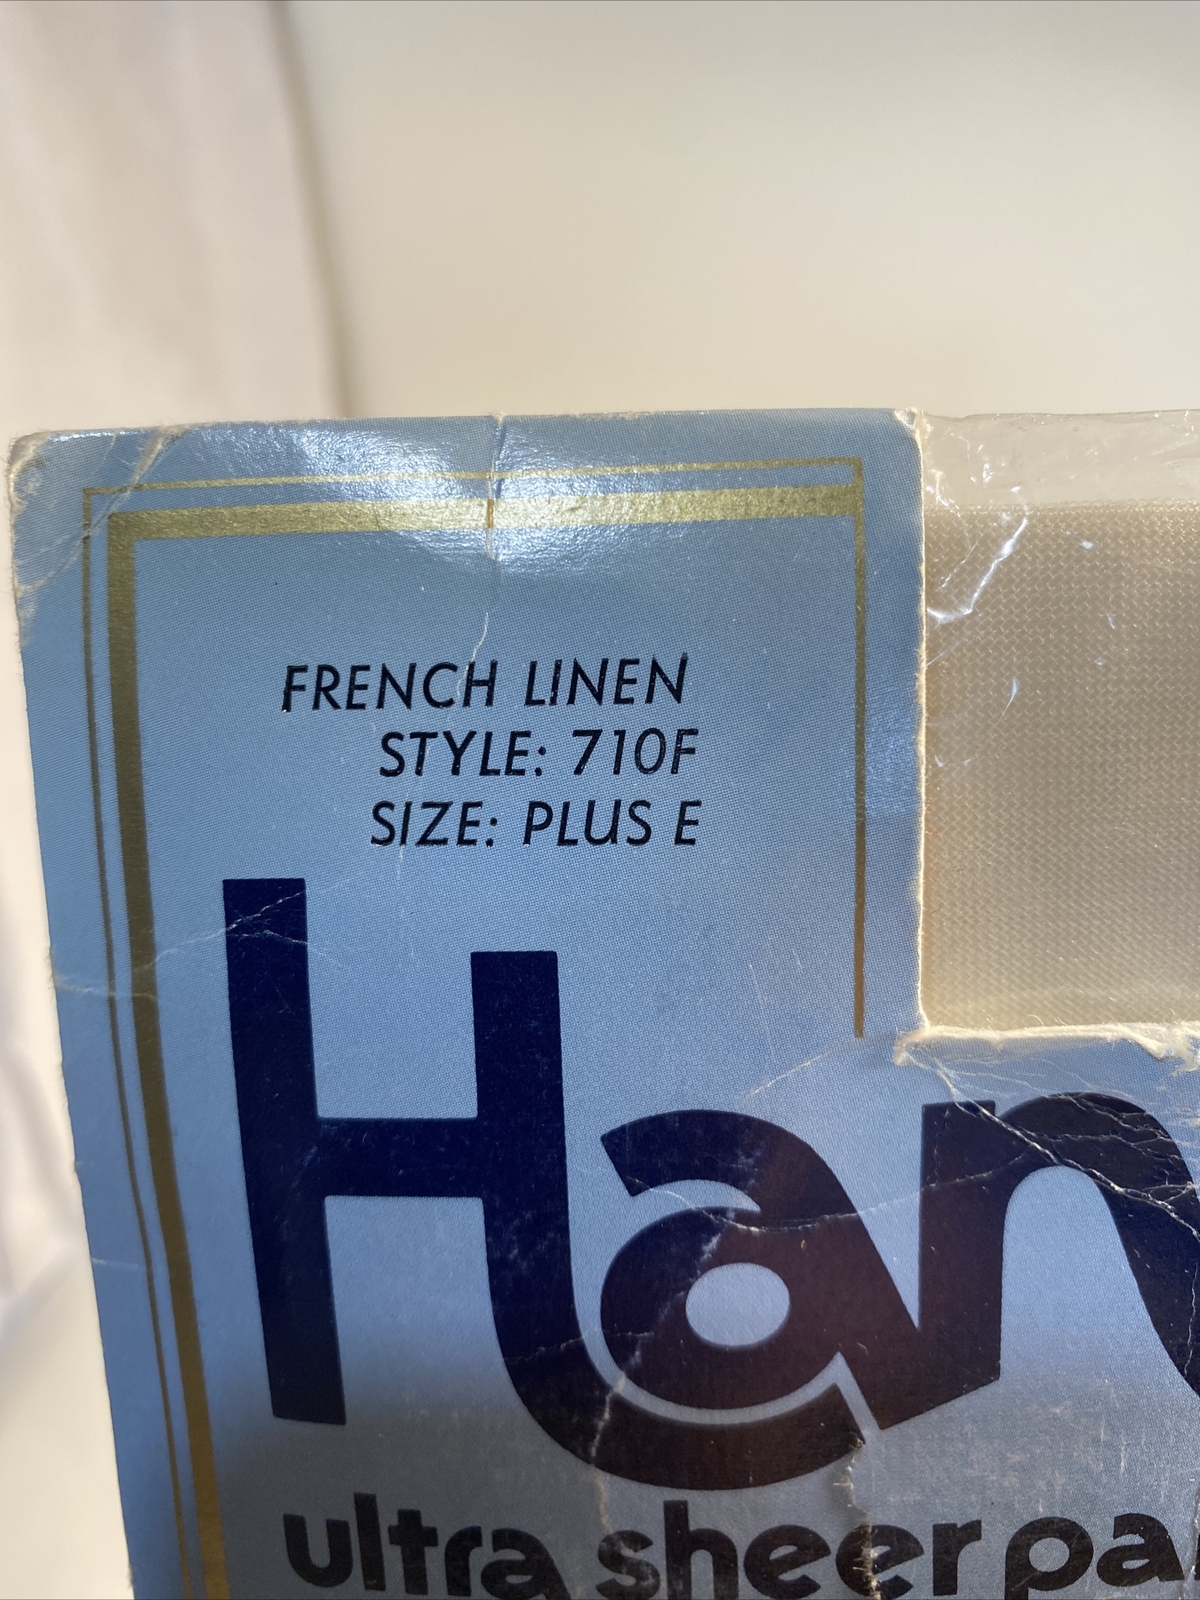 FRENCH LINEN
STYLE: 710F
SIZE: PLUS E
Han
ultra sheer pa